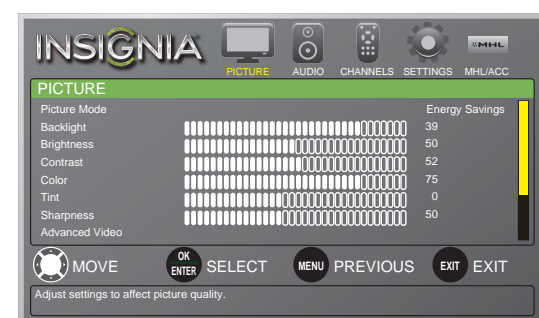 INSIGNIA
PICTURE AUDIO CHANNELS SETTINGS MHL MHL/ACC
PICTURE
Picture Mode Energy Savings
Backlight 39
Brightness 50
Contrast 52
Color 75
Tint 0
Sharpness 50
Advanced Video
MOVE OK ENTER SELECT MENU PREVIOUS EXIT EXIT
Adjust settings to affect picture quality.